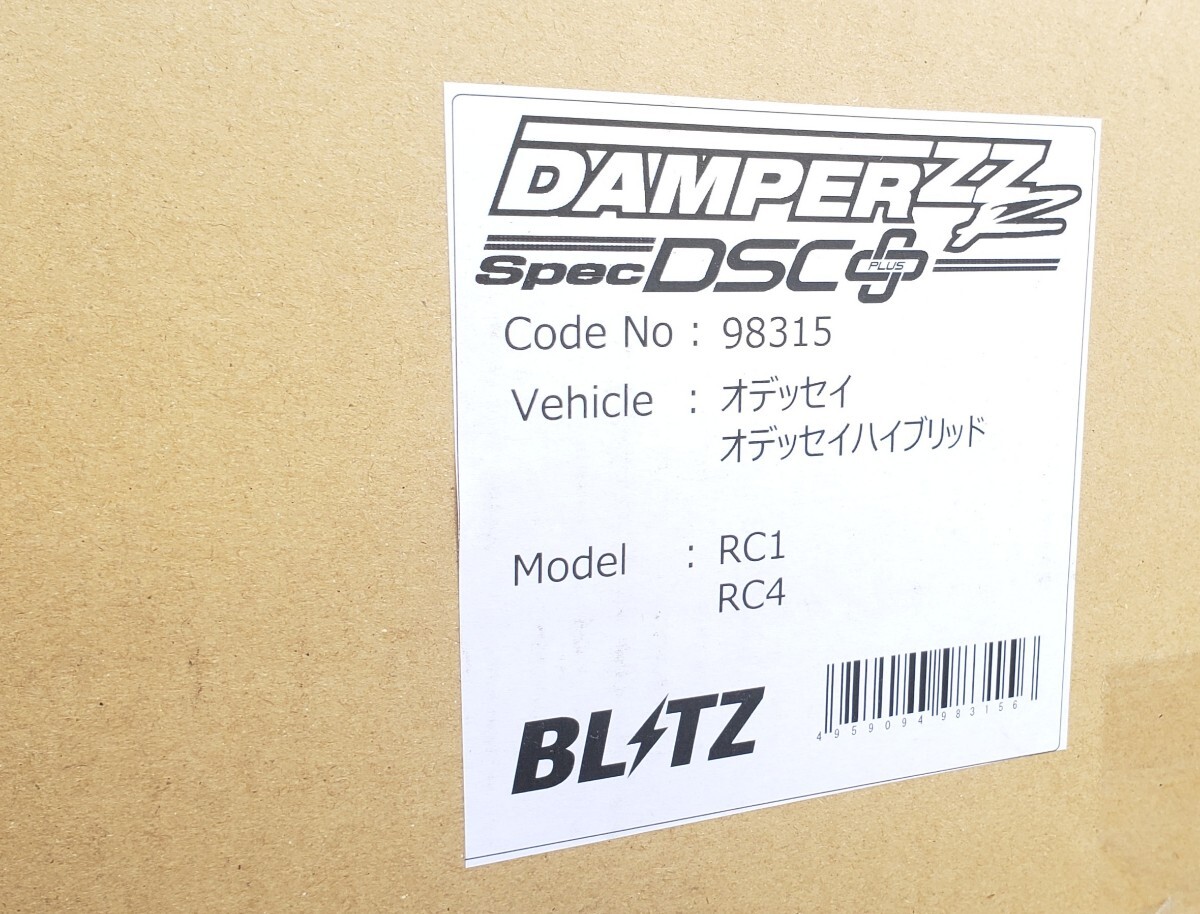 DAMPER ZZ-R
Spec DSC PLUS
Code No : 98315
Vehicle : オデッセイ
オデッセイハイブリッド
Model : RC1
RC4
BLITZ
4959094983156